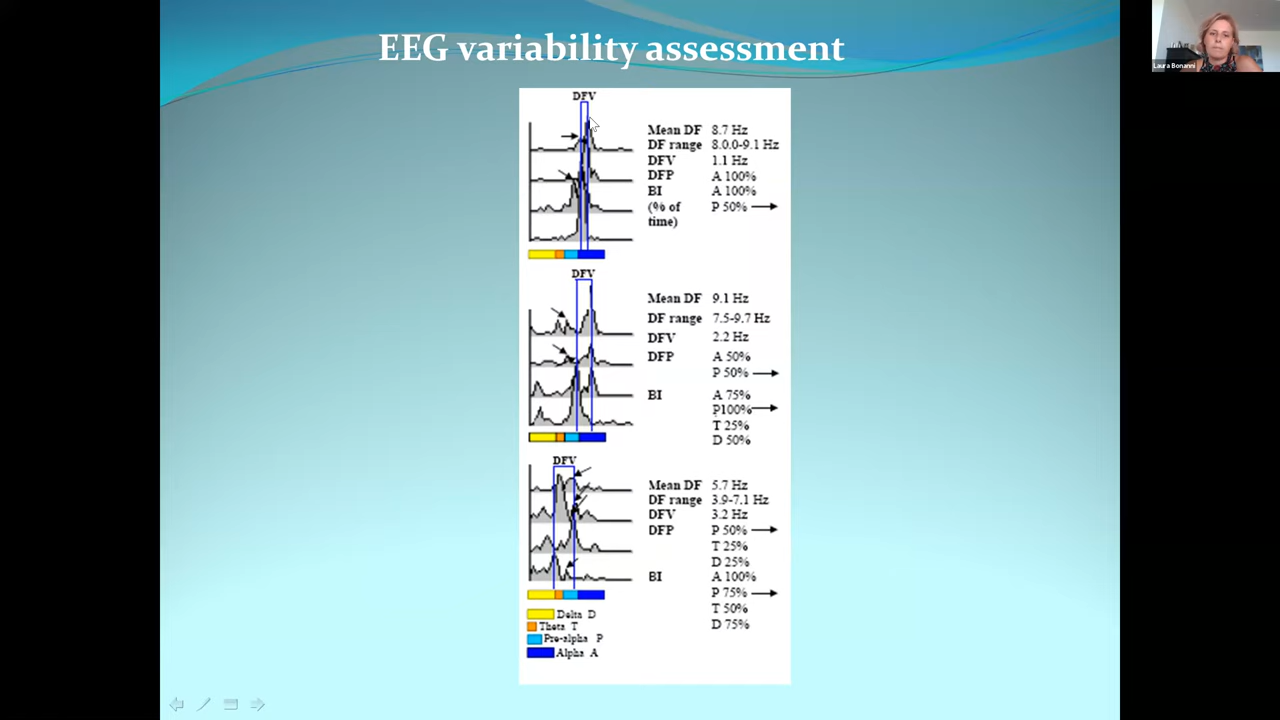 EEG variability assessment
Laura Bonanni
DFV
Mean DF 8.7 Hz
DF range 8.0.0-9.1 Hz
DFV 1.1 Hz
DFP A 100%
BI A 100%
(% of P 50%
time)
DFV
Mean DF 9.1 Hz
DF range 7.5-9.7 Hz
DFV 2.2 Hz
DFP A 50%
P 50%
BI A 75%
P100%
T 25%
D 50%
DFV
Mean DF 5.7 Hz
DF range 3.9-7.1 Hz
DFV 3.2 Hz
DFP P 50%
T 25%
D 25%
BI A 100%
P 75%
T 50%
D 75%
Delta D
Theta T
Pre-alpha P
Alpha A